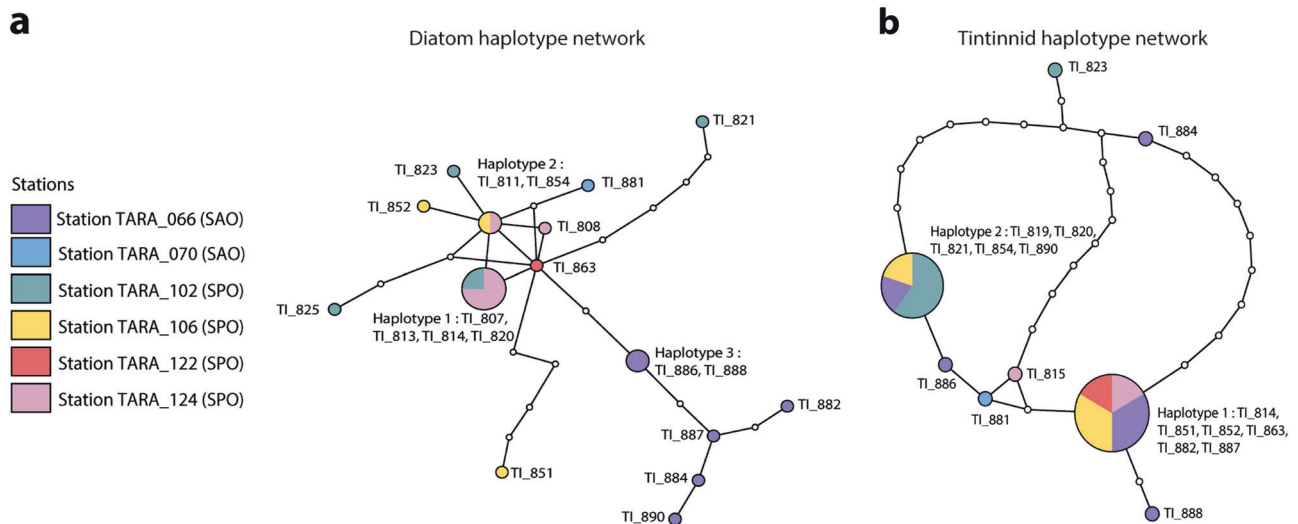 a
Diatom haplotype network
Stations
Station TARA_066 (SAO)
Station TARA_070 (SAO)
Station TARA_102 (SPO)
Station TARA_106 (SPO)
Station TARA_122 (SPO)
Station TARA_124 (SPO)
TI_821
TI_823
Haplotype 2 :
TI_811, TI_854
TI_881
TI_852
TI_808
TI_863
TI_825
Haplotype 1 : TI_807,
TI_813, TI_814, TI_820
Haplotype 3 :
TI_886, TI_888
TI_882
TI_887
TI_851
TI_884
TI_890
b
Tintinnid haplotype network
TI_823
TI_884
Haplotype 2 : TI_819, TI_820,
TI_821, TI_854, TI_890
TI_886
TI_815
TI_881
Haplotype 1 : TI_814,
TI_851, TI_852, TI_863,
TI_882, TI_887
TI_888